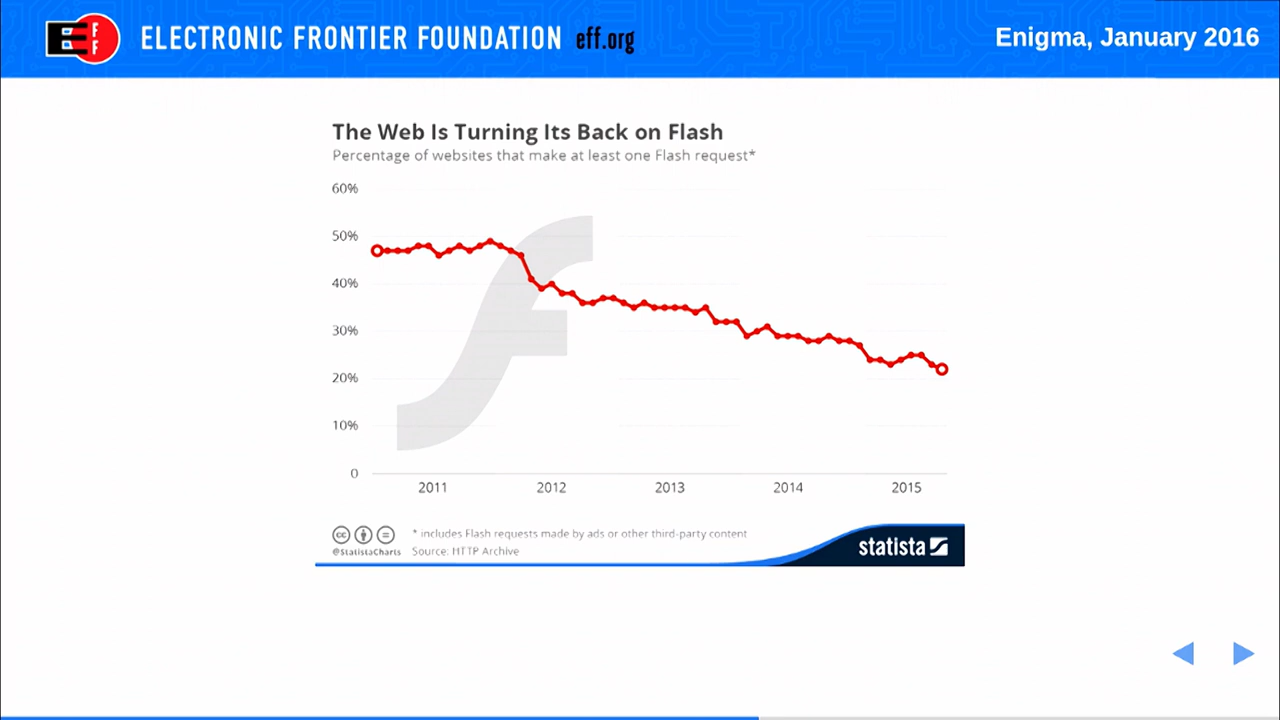 E
F
F
ELECTRONIC FRONTIER FOUNDATION eff.org
Enigma, January 2016
The Web Is Turning Its Back on Flash
Percentage of websites that make at least one Flash request*
60%
50%
40%
30%
20%
10%
0
2011 2012 2013 2014 2015
cc
@StatistaCharts
* includes Flash requests made by ads or other third-party content
Source: HTTP Archive
statista